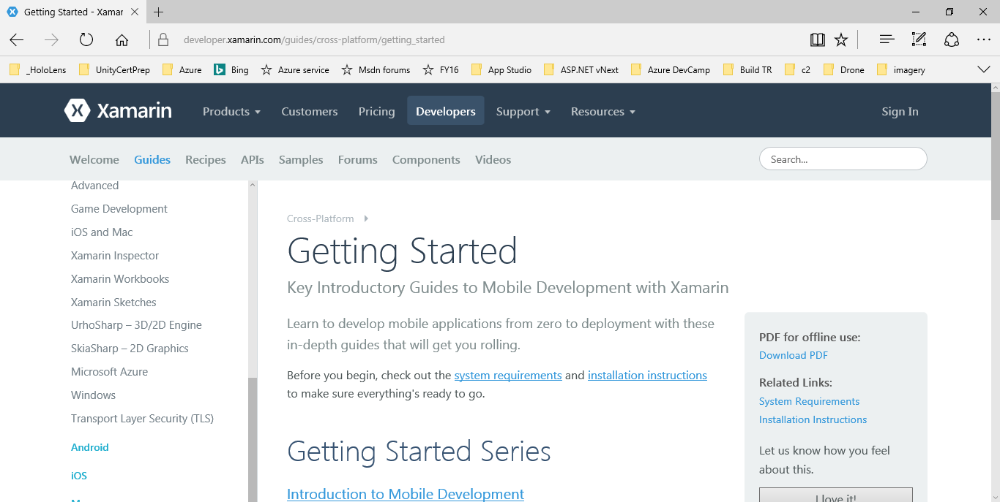 Getting Started - Xamar
developer.xamarin.com/guides/cross-platform/getting_started
_HoloLens UnityCertPrep Azure Bing Azure service Msdn forums FY16 App Studio ASP.NET vNext Azure DevCamp Build TR c2 Drone imagery
Xamarin Products Customers Pricing Developers Support Resources Sign In
Welcome Guides Recipes APIs Samples Forums Components Videos Search...
Advanced
Game Development
iOS and Mac
Xamarin Inspector
Xamarin Workbooks
Xamarin Sketches
UrhoSharp – 3D/2D Engine
SkiaSharp – 2D Graphics
Microsoft Azure
Windows
Transport Layer Security (TLS)
Android
iOS
Cross-Platform
Getting Started
Key Introductory Guides to Mobile Development with Xamarin
Learn to develop mobile applications from zero to deployment with these
in-depth guides that will get you rolling.
Before you begin, check out the system requirements and installation instructions
to make sure everything's ready to go.
Getting Started Series
Introduction to Mobile Development
PDF for offline use:
Download PDF
Related Links:
System Requirements
Installation Instructions
Let us know how you feel
about this.
I love it!